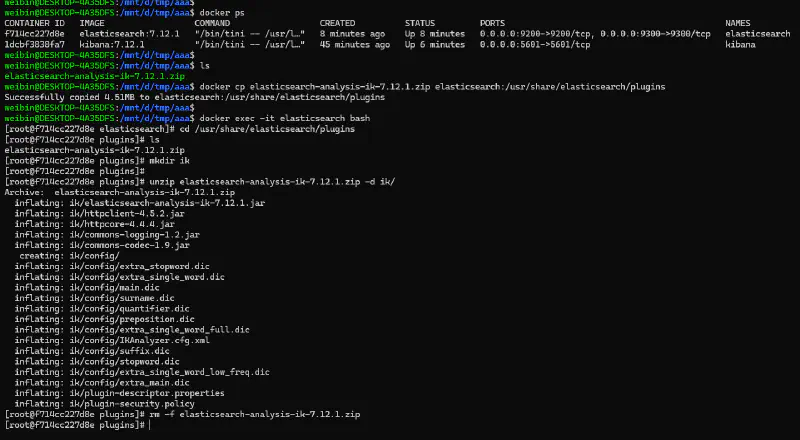 weibin@DESKTOP-4A35DFS:/mnt/d/tmp/aaa$
weibin@DESKTOP-4A35DFS:/mnt/d/tmp/aaa$ docker ps
CONTAINER ID   IMAGE                  COMMAND                  CREATED          STATUS         PORTS                                            NAMES
f714cc227d8e   elasticsearch:7.12.1   "/bin/tini -- /usr/l…"   8 minutes ago    Up 8 minutes   0.0.0.0:9200->9200/tcp, 0.0.0.0:9300->9300/tcp   elasticsearch
1dcbf3838fa7   kibana:7.12.1          "/bin/tini -- /usr/l…"   45 minutes ago   Up 6 minutes   0.0.0.0:5601->5601/tcp                           kibana
weibin@DESKTOP-4A35DFS:/mnt/d/tmp/aaa$
weibin@DESKTOP-4A35DFS:/mnt/d/tmp/aaa$ ls
elasticsearch-analysis-ik-7.12.1.zip
weibin@DESKTOP-4A35DFS:/mnt/d/tmp/aaa$ docker cp elasticsearch-analysis-ik-7.12.1.zip elasticsearch:/usr/share/elasticsearch/plugins
Successfully copied 4.51MB to elasticsearch:/usr/share/elasticsearch/plugins
weibin@DESKTOP-4A35DFS:/mnt/d/tmp/aaa$
weibin@DESKTOP-4A35DFS:/mnt/d/tmp/aaa$ docker exec -it elasticsearch bash
[root@f714cc227d8e elasticsearch]# cd /usr/share/elasticsearch/plugins
[root@f714cc227d8e plugins]# ls
elasticsearch-analysis-ik-7.12.1.zip
[root@f714cc227d8e plugins]# mkdir ik
[root@f714cc227d8e plugins]#
[root@f714cc227d8e plugins]# unzip elasticsearch-analysis-ik-7.12.1.zip -d ik/
Archive:  elasticsearch-analysis-ik-7.12.1.zip
  inflating: ik/elasticsearch-analysis-ik-7.12.1.jar
  inflating: ik/httpclient-4.5.2.jar
  inflating: ik/httpcore-4.4.4.jar
  inflating: ik/commons-logging-1.2.jar
  inflating: ik/commons-codec-1.9.jar
   creating: ik/config/
  inflating: ik/config/extra_stopword.dic
  inflating: ik/config/extra_single_word.dic
  inflating: ik/config/main.dic
  inflating: ik/config/surname.dic
  inflating: ik/config/quantifier.dic
  inflating: ik/config/preposition.dic
  inflating: ik/config/extra_single_word_full.dic
  inflating: ik/config/IKAnalyzer.cfg.xml
  inflating: ik/config/suffix.dic
  inflating: ik/config/stopword.dic
  inflating: ik/config/extra_single_word_low_freq.dic
  inflating: ik/config/extra_main.dic
  inflating: ik/plugin-descriptor.properties
  inflating: ik/plugin-security.policy
[root@f714cc227d8e plugins]# rm -f elasticsearch-analysis-ik-7.12.1.zip
[root@f714cc227d8e plugins]#